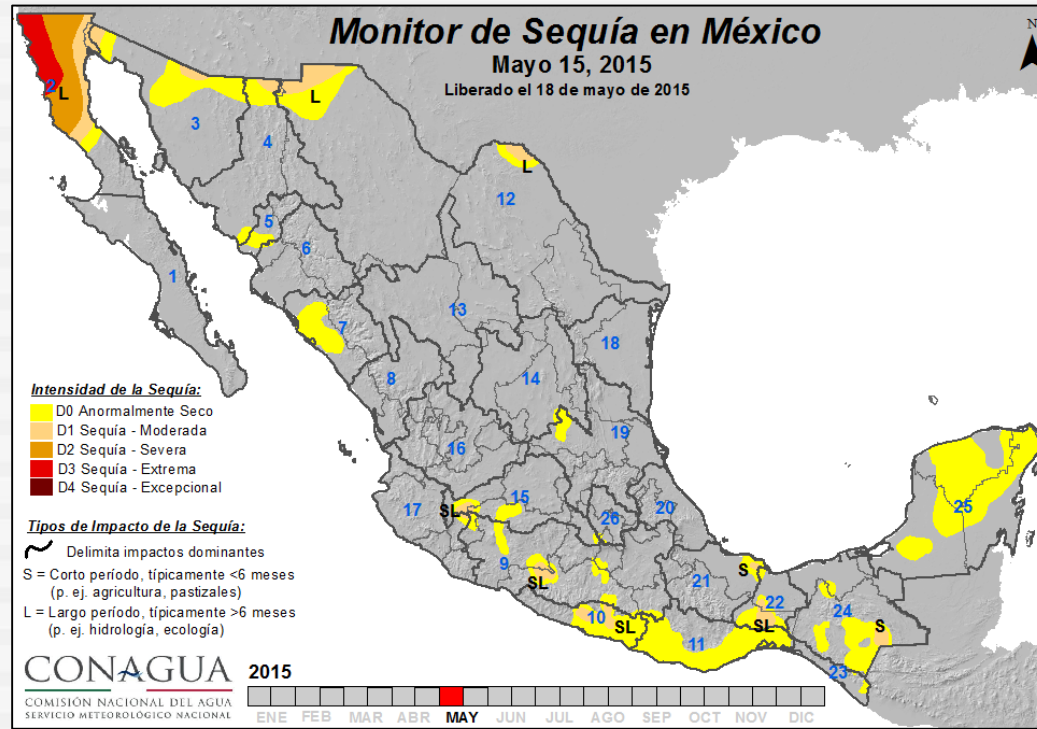 Monitor de Sequía en México
Mayo 15, 2015
Liberado el 18 de mayo de 2015
N
2
L
3
4
L
L
12
5
6
1
7
13
18
8
14
16
19
17
SL
15
26
20
25
9
SL
S
21
22
24
10
SL
11
SL
S
23
Intensidad de la Sequía:
D0 Anormalmente Seco
D1 Sequía - Moderada
D2 Sequía - Severa
D3 Sequía - Extrema
D4 Sequía - Excepcional
Tipos de Impacto de la Sequía:
Delimita impactos dominantes
S = Corto período, típicamente <6 meses
(p. ej. agricultura, pastizales)
L = Largo período, típicamente >6 meses
(p. ej. hidrología, ecología)
CONAGUA
COMISIÓN NACIONAL DEL AGUA
SERVICIO METEOROLÓGICO NACIONAL
2015
ENE FEB MAR ABR MAY JUN JUL AGO SEP OCT NOV DIC